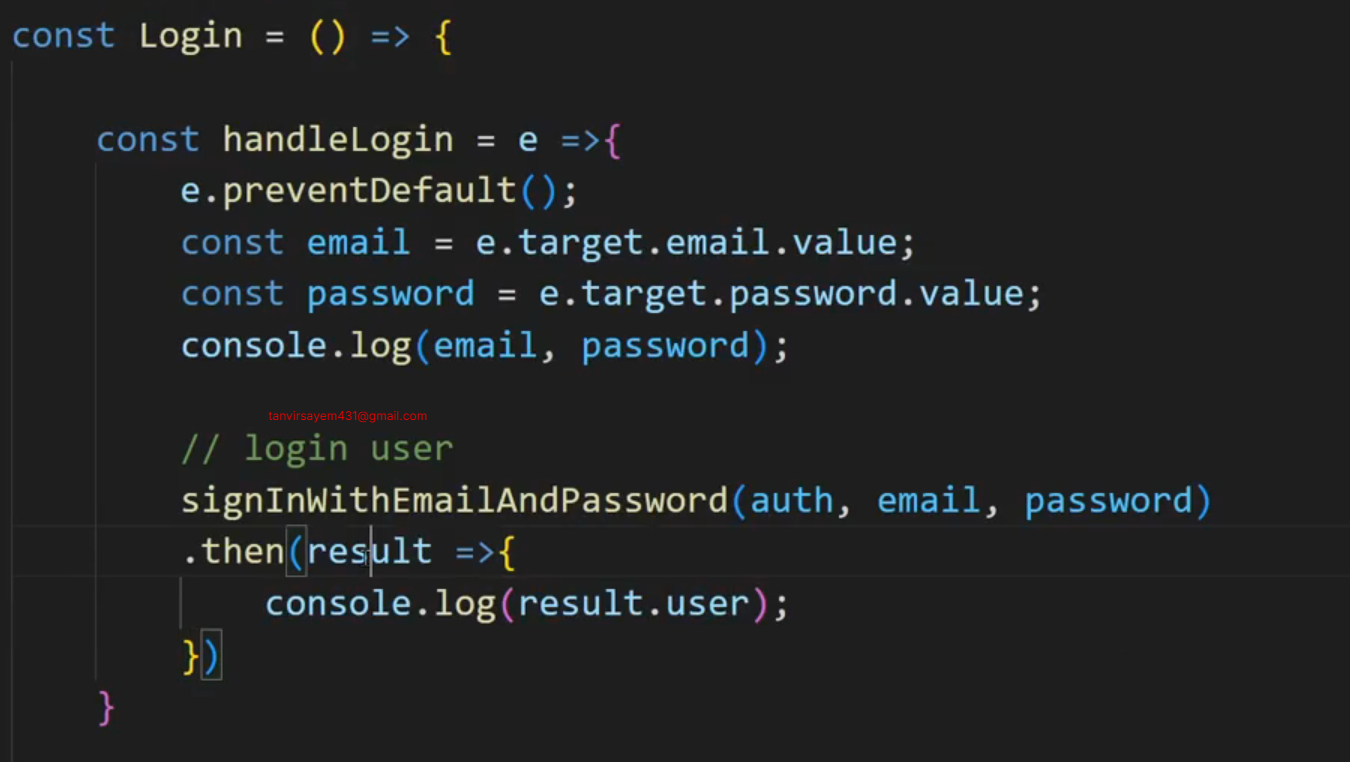 const Login = () => {
const handleLogin = e =>{
e.preventDefault();
const email = e.target.email.value;
const password = e.target.password.value;
console.log(email, password);
tanvirsayem431@gmail.com
// login user
signInWithEmailAndPassword(auth, email, password)
.then(result =>{
console.log(result.user);
})
}